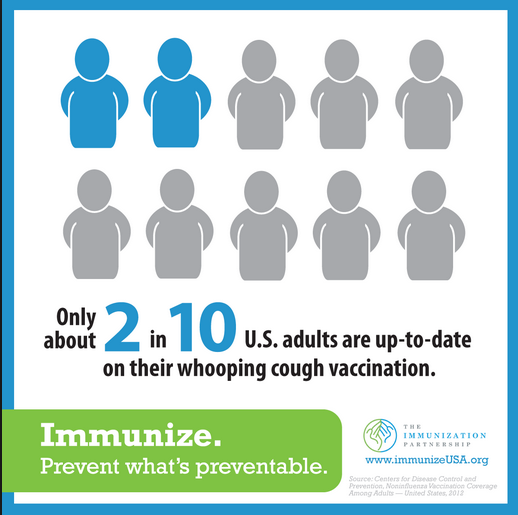 Only about 2 in 10 U.S. adults are up-to-date
on their whooping cough vaccination.
Immunize.
Prevent what's preventable.
THE
IMMUNIZATION
PARTNERSHIP
www.immunizeUSA.org
Source: Centers for Disease Control and
Prevention, Noninfluenza Vaccination Coverage
Among Adults — United States, 2012